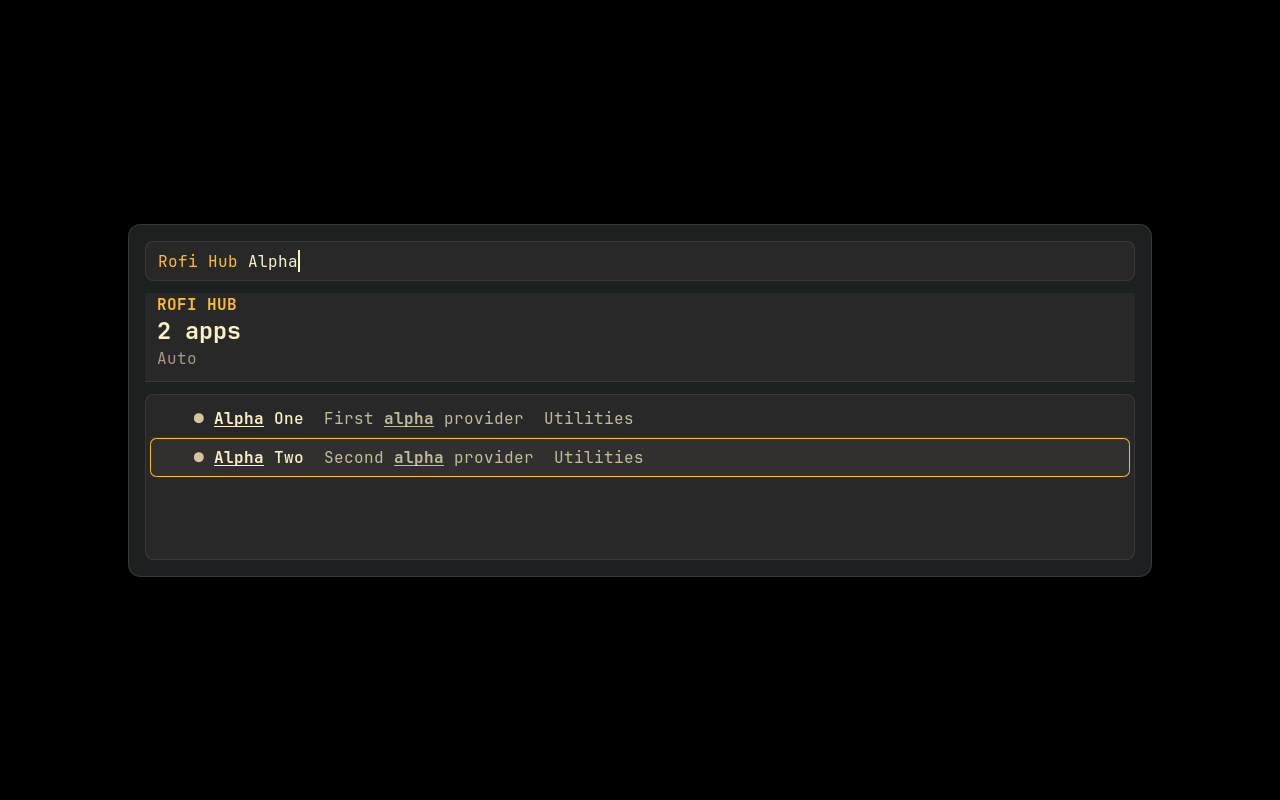 Rofi Hub Alpha
ROFI HUB
2 apps
Auto
Alpha One First alpha provider Utilities
Alpha Two Second alpha provider Utilities